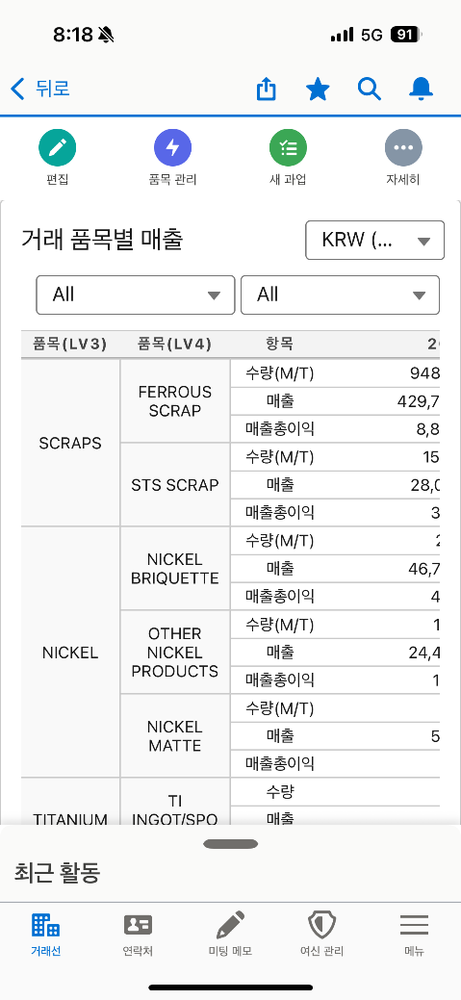 8:18
5G 91
뒤로
편집 품목 관리 새 과업 자세히
거래 품목별 매출 KRW (...
All All
품목(LV3) 품목(LV4) 항목
SCRAPS
FERROUS
SCRAP
수량(M/T) 948
매출 429,7
매출총이익 8,8
STS SCRAP
수량(M/T) 15
매출 28,0
매출총이익 3
NICKEL
NICKEL
BRIQUETTE
수량(M/T) 2
매출 46,7
매출총이익 4
OTHER
NICKEL
PRODUCTS
수량(M/T) 1
매출 24,4
매출총이익 1
NICKEL
MATTE
수량(M/T)
매출 5
매출총이익
TITANIUM
TI
INGOT/SPO
수량
매출
최근 활동
거래선 연락처 미팅 메모 여신 관리 메뉴